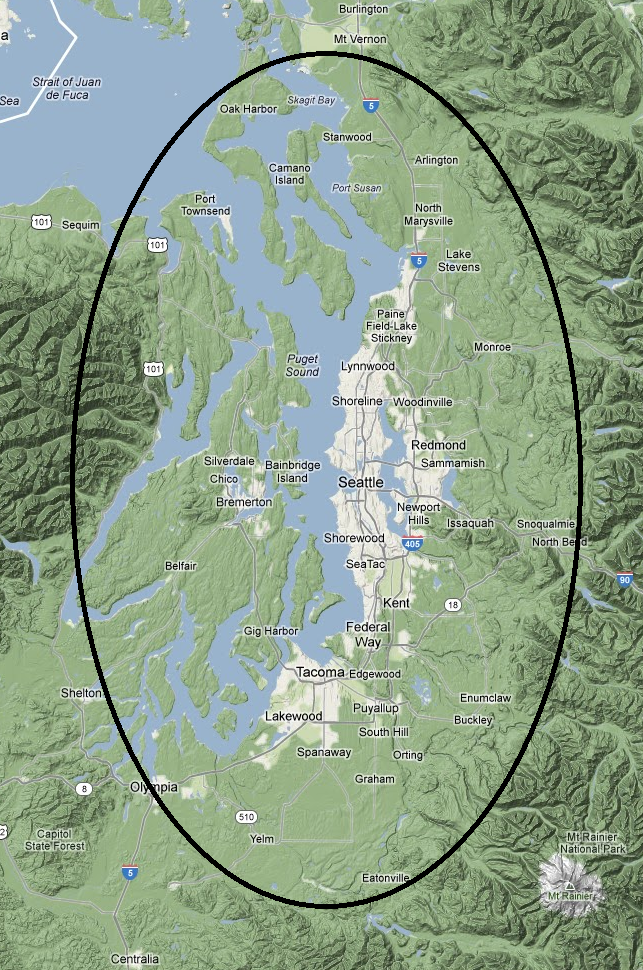 Burlington
a
Mt Vernon
Strait of Juan
de Fuca
Sea
Skagit Bay
5
Oak Harbor
Stanwood
Arlington
Camano
Island
Port Susan
Port
Townsend
North
Marysville
101
Sequim
101
5
Lake
Stevens
Paine
Field-Lake
Stickney
Monroe
Puget
Sound
101
Lynnwood
Shoreline
Woodinville
Redmond
Silverdale
Bainbridge
Island
Sammamish
Chico
Seattle
Bremerton
Newport
Hills
Issaquah
Snoqualmie
Shorewood
405
North Bend
Belfair
SeaTac
90
Kent
18
Gig Harbor
Federal
Way
Tacoma
Edgewood
Shelton
Enumclaw
Lakewood
Puyallup
Buckley
South Hill
Spanaway
Orting
Graham
8
Olympia
510
2
Capitol
State Forest
Yelm
Mt Rainier
National Park
5
Eatonville
Mt Rainier
Centralia